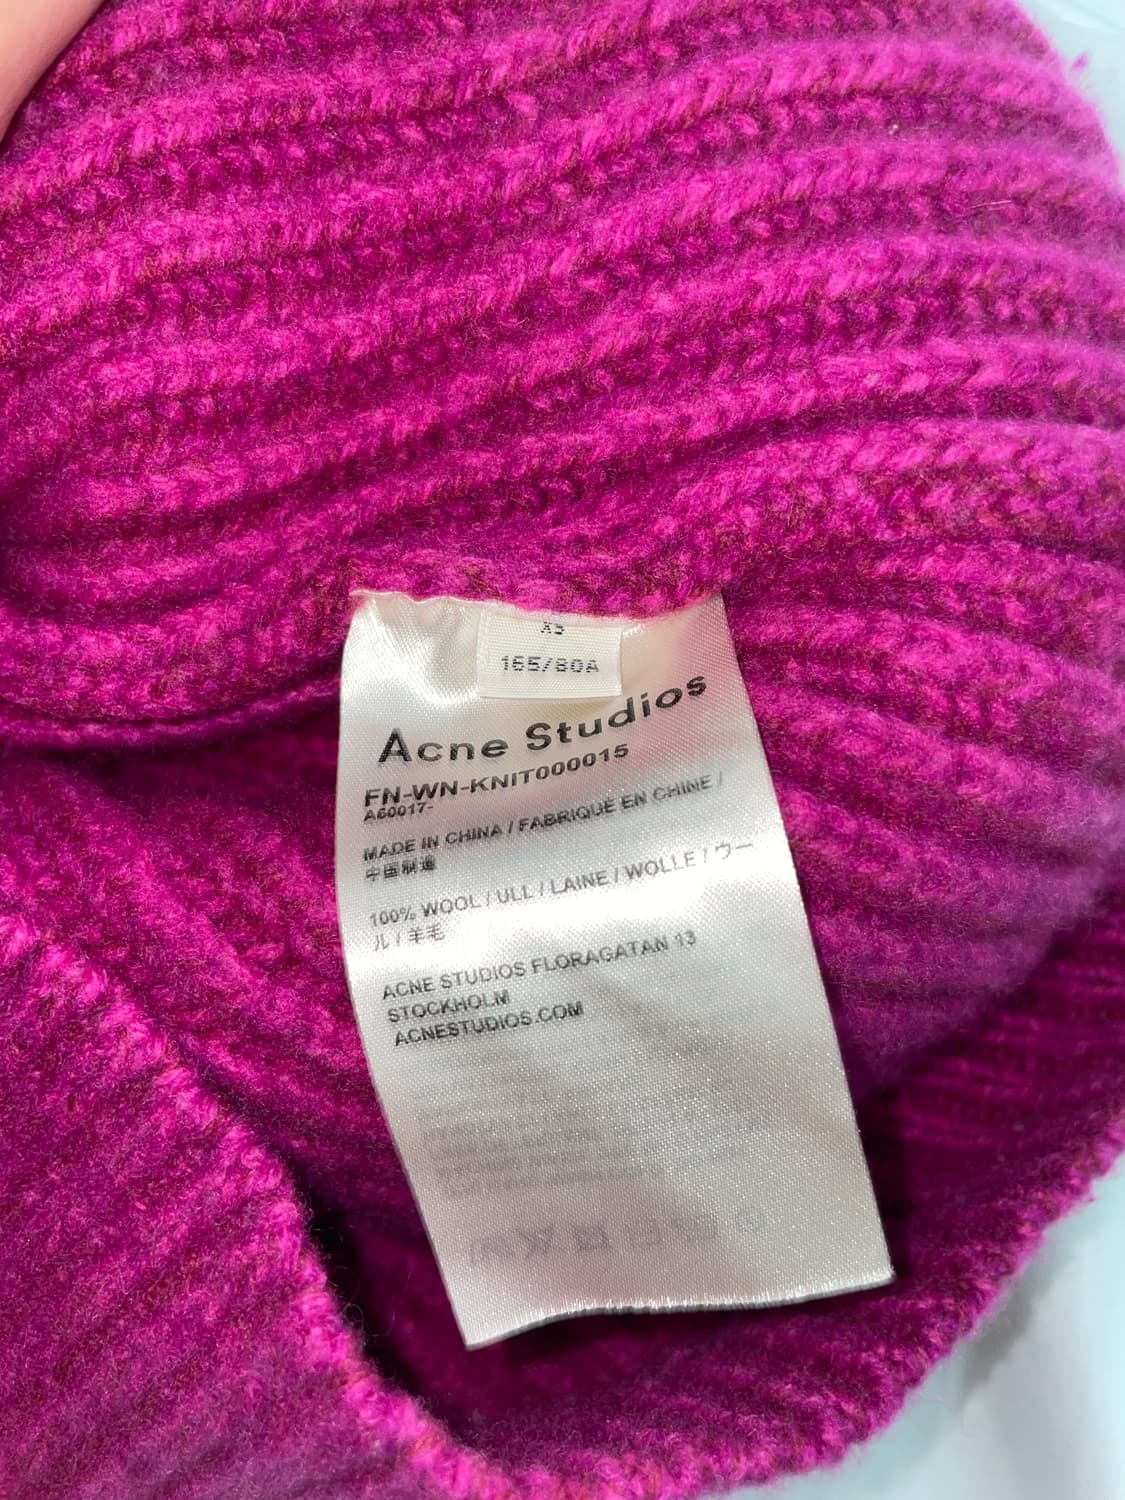 XS
165/80A
Acne Studios
FN-WN-KNIT000015
A60017-
MADE IN CHINA / FABRIQUÉ EN CHINE /
中国制造
100% WOOL / ULL / LAINE / WOLLE / ウー
ル / 羊毛
ACNE STUDIOS FLORAGATAN 13
STOCKHOLM
ACNESTUDIOS.COM